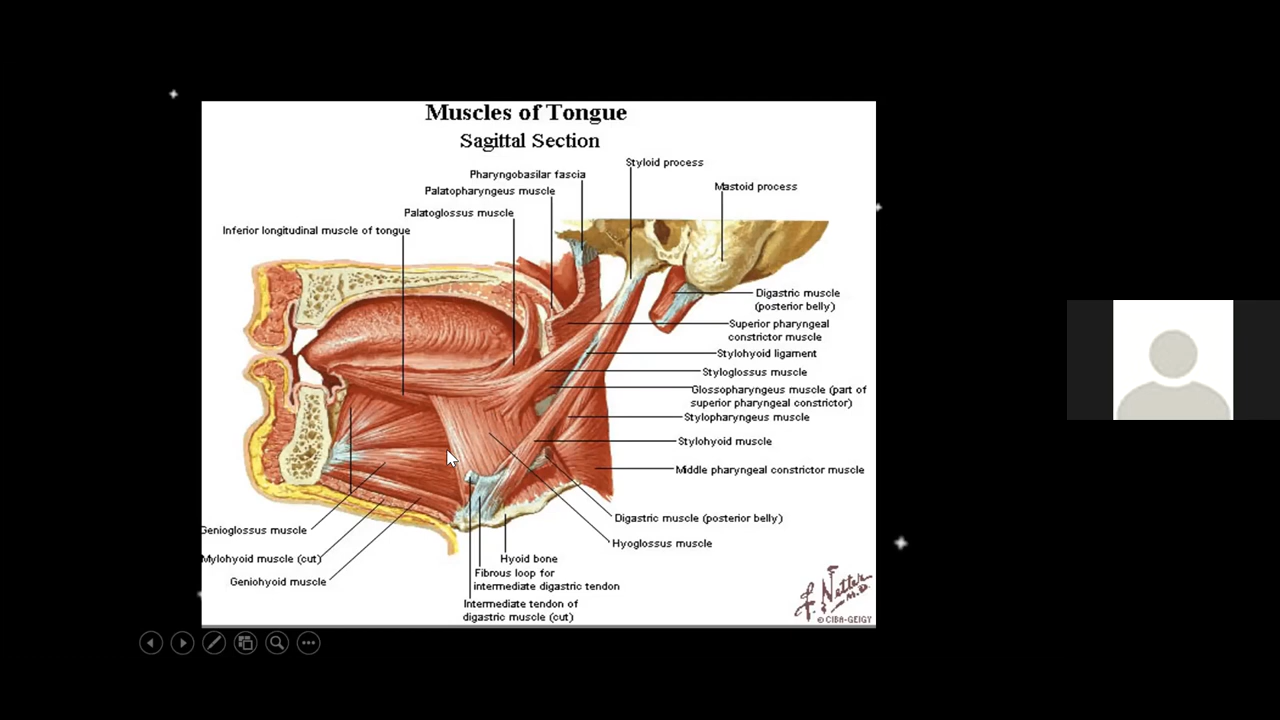 Muscles of Tongue
Sagittal Section
Styloid process
Pharyngobasilar fascia
Mastoid process
Palatopharyngeus muscle
Palatoglossus muscle
Inferior longitudinal muscle of tongue
Digastric muscle
(posterior belly)
Superior pharyngeal
constrictor muscle
Stylohyoid ligament
Styloglossus muscle
Glossopharyngeus muscle (part of
superior pharyngeal constrictor)
Stylopharyngeus muscle
Stylohyoid muscle
Middle pharyngeal constrictor muscle
Digastric muscle (posterior belly)
Hyoglossus muscle
Genioglossus muscle
Mylohyoid muscle (cut)
Geniohyoid muscle
Hyoid bone
Fibrous loop for
intermediate digastric tendon
Intermediate tendon of
digastric muscle (cut)
F. Netter
M.D.
© CIBA-GEIGY